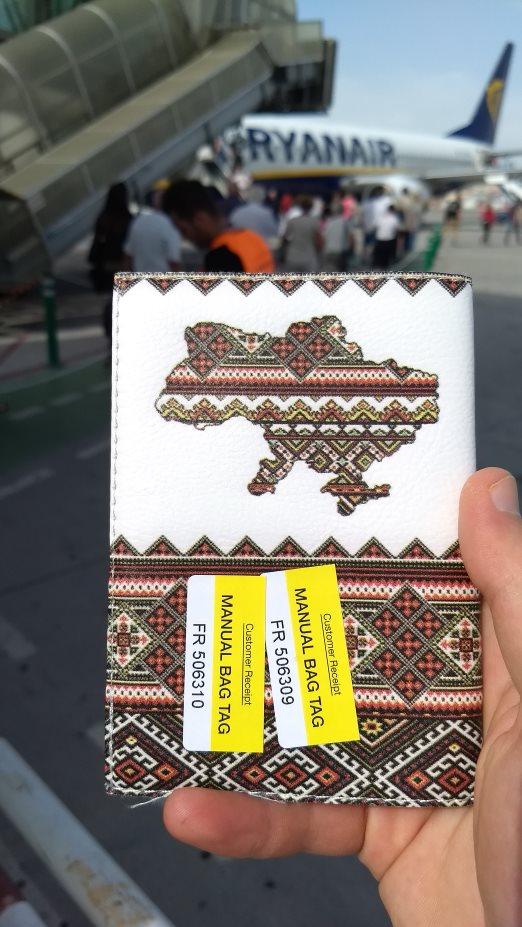 RYANAIR
Customer Receipt
MANUAL BAG TAG
FR 506310
Customer Receipt
MANUAL BAG TAG
FR 506309